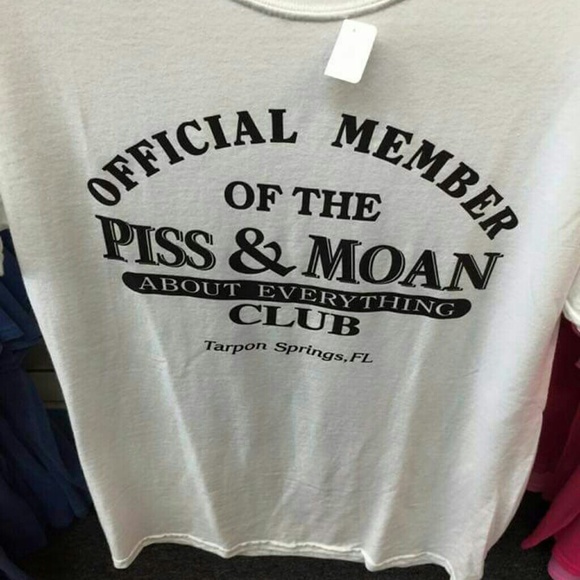 OFFICIAL MEMBER
OF THE
PISS & MOAN
ABOUT EVERYTHING
CLUB
Tarpon Springs, FL